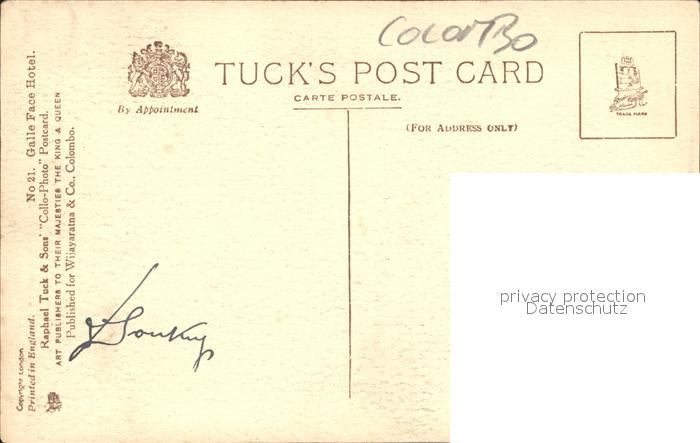 COLOMBO
TUCK'S POST CARD
By Appointment
CARTE POSTALE.
(FOR ADDRESS ONLY)
TRADE MARK
No 21. Galle Face Hotel.
Raphael Tuck & Sons' "Collo-Photo" Postcard.
ART PUBLISHERS TO THEIR MAJESTIES THE KING & QUEEN
Published for Wijayaratna & Co., Colombo.
Copyright London
Printed in England.
privacy protection
Datenschutz